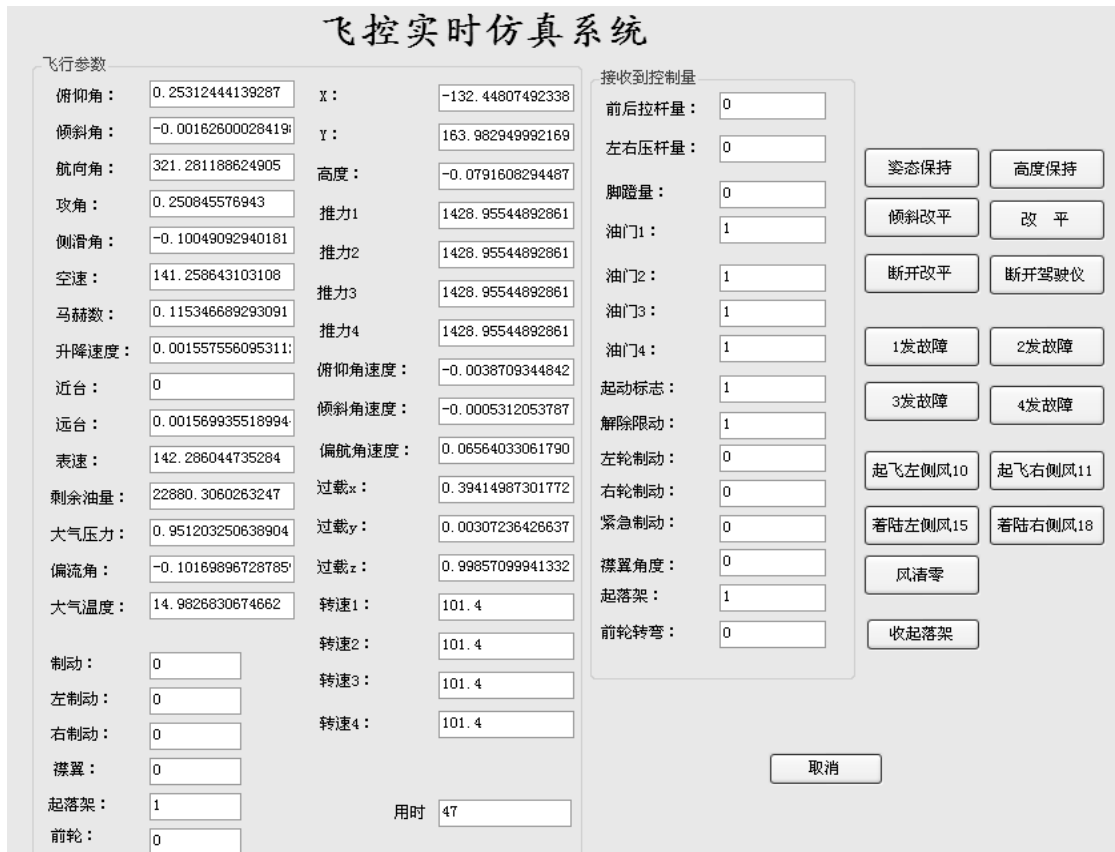 飞控实时仿真系统
飞行参数
俯仰角： 0.25312444139287
倾斜角： -0.001626000284198
航向角： 321.281188624905
攻角： 0.250845576943
侧滑角： -0.10049092940181
空速： 141.258643103108
马赫数： 0.115346689293091
升降速度： 0.001557556095311
近台： 0
远台： 0.001569935518994
表速： 142.286044735284
剩余油量： 22880.3060263247
大气压力： 0.951203250638904
偏流角： -0.101698967287859
大气温度： 14.9826830674662
制动： 0
左制动： 0
右制动： 0
襟翼： 0
起落架： 1
前轮： 0
X： -132.44807492338
Y： 163.982949992169
高度： -0.0791608294487
推力1 1428.95544892861
推力2 1428.95544892861
推力3 1428.95544892861
推力4 1428.95544892861
俯仰角速度： -0.0038709344842
倾斜角速度： -0.0005312053787
偏航角速度： 0.06564033061790
过载x： 0.39414987301772
过载y： 0.00307236426637
过载z： 0.99857099941332
转速1： 101.4
转速2： 101.4
转速3： 101.4
转速4： 101.4
用时 47
接收到控制量
前后拉杆量： 0
左右压杆量： 0
脚蹬量： 0
油门1： 1
油门2： 1
油门3： 1
油门4： 1
起动标志： 1
解除限动： 1
左轮制动： 0
右轮制动： 0
紧急制动： 0
襟翼角度： 0
起落架： 1
前轮转弯： 0
姿态保持 高度保持
倾斜改平 改 平
断开改平 断开驾驶仪
1发故障 2发故障
3发故障 4发故障
起飞左侧风10 起飞右侧风11
着陆左侧风15 着陆右侧风18
风清零
收起落架
取消